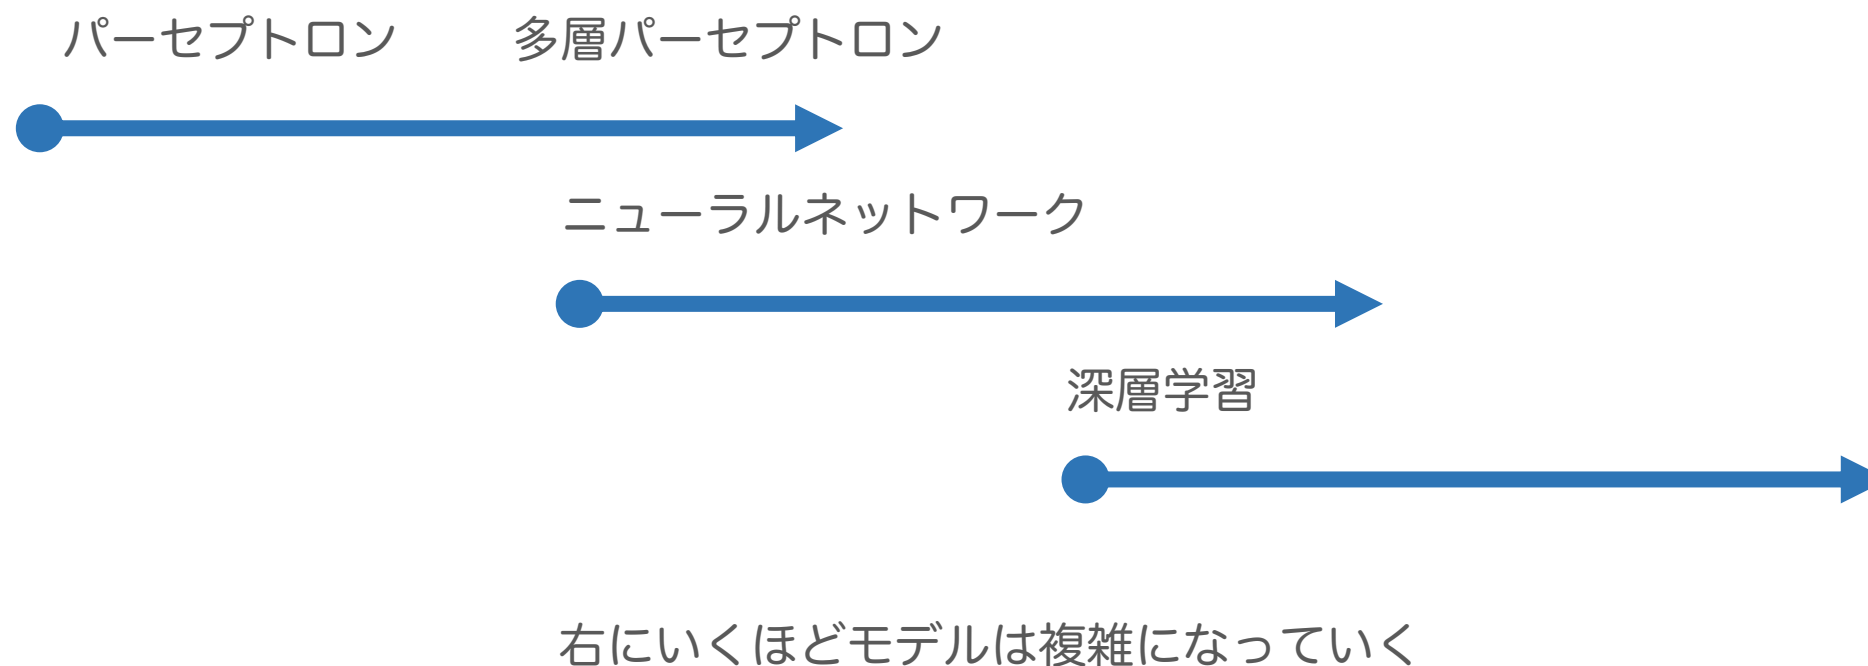 パーセプトロン　　多層パーセプトロン
ニューラルネットワーク
深層学習
右にいくほどモデルは複雑になっていく